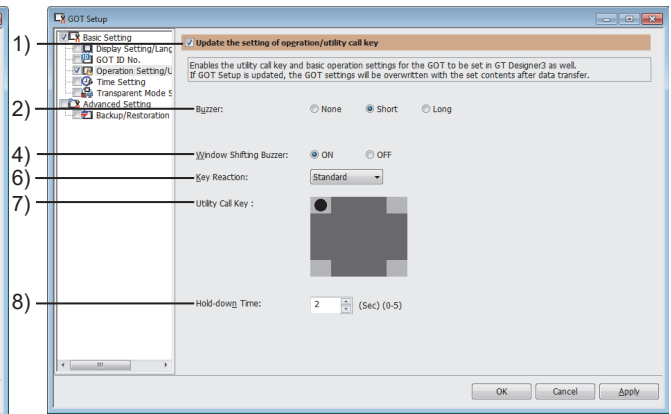 GOT Setup
Basic Setting
Display Setting/Lang
GOT ID No.
Operation Setting/U
Time Setting
Transparent Mode S
Advanced Setting
Backup/Restoration
1)
Update the setting of operation/utility call key
Enables the utility call key and basic operation settings for the GOT to be set in GT Designer3 as well.
If GOT Setup is updated, the GOT settings will be overwritten with the set contents after data transfer.
2)
Buzzer: None Short Long
4)
Window Shifting Buzzer: ON OFF
6)
Key Reaction: Standard
7)
Utility Call Key :
8)
Hold-down Time: 2 (Sec) (0-5)
OK Cancel Apply